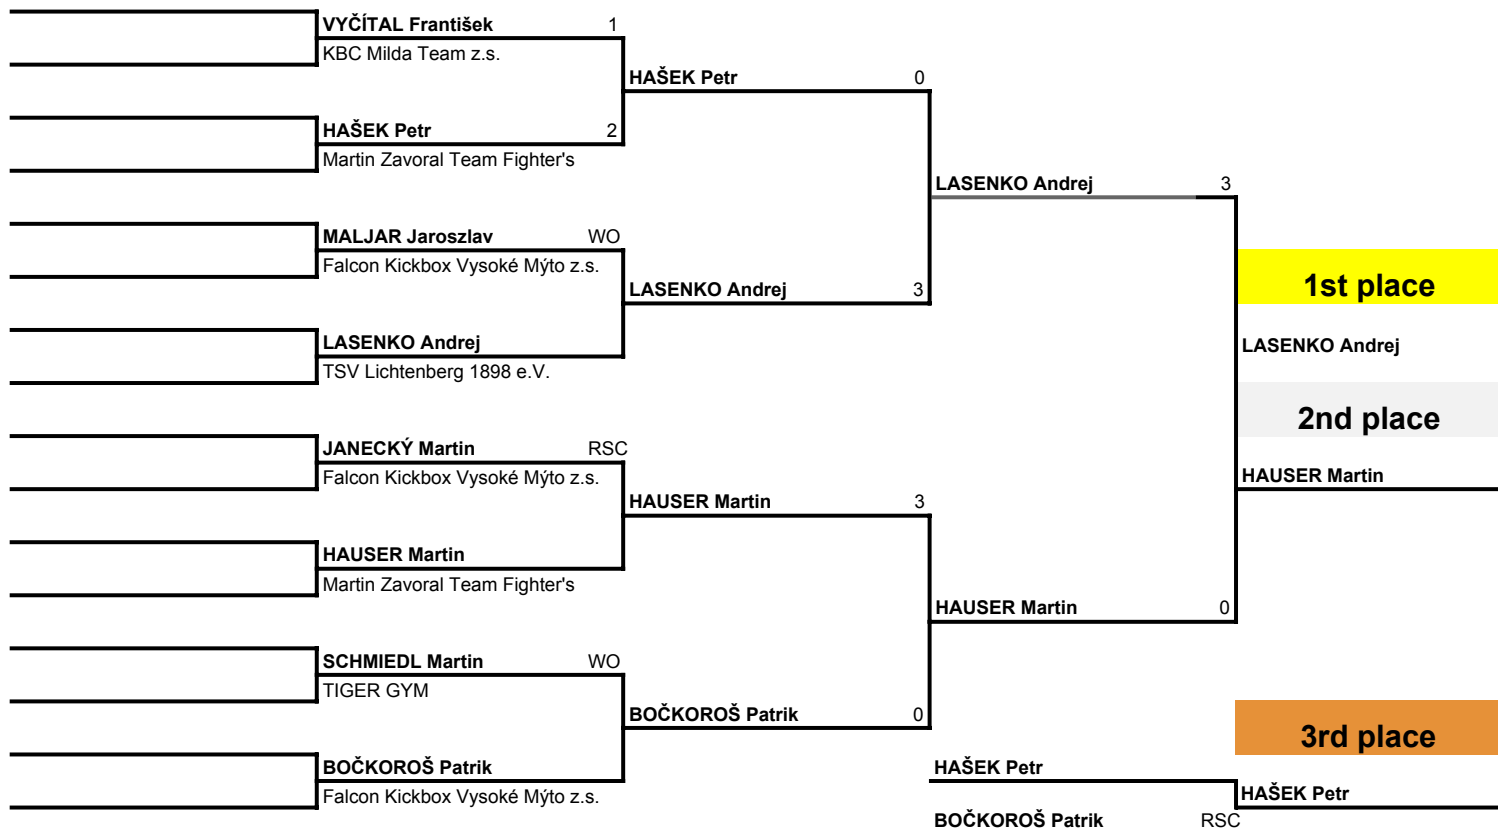 VYČÍTAL František 1
KBC Milda Team z.s.
HAŠEK Petr 0
HAŠEK Petr 2
Martin Zavoral Team Fighter's
LASENKO Andrej 3
MALJAR Jaroszlav WO
Falcon Kickbox Vysoké Mýto z.s.
LASENKO Andrej 3
1st place
LASENKO Andrej
TSV Lichtenberg 1898 e.V.
LASENKO Andrej
2nd place
JANECKÝ Martin RSC
Falcon Kickbox Vysoké Mýto z.s.
HAUSER Martin
HAUSER Martin 3
HAUSER Martin
Martin Zavoral Team Fighter's
HAUSER Martin 0
SCHMIEDL Martin WO
TIGER GYM
BOČKOROŠ Patrik 0
3rd place
BOČKOROŠ Patrik
Falcon Kickbox Vysoké Mýto z.s.
HAŠEK Petr
HAŠEK Petr
BOČKOROŠ Patrik RSC